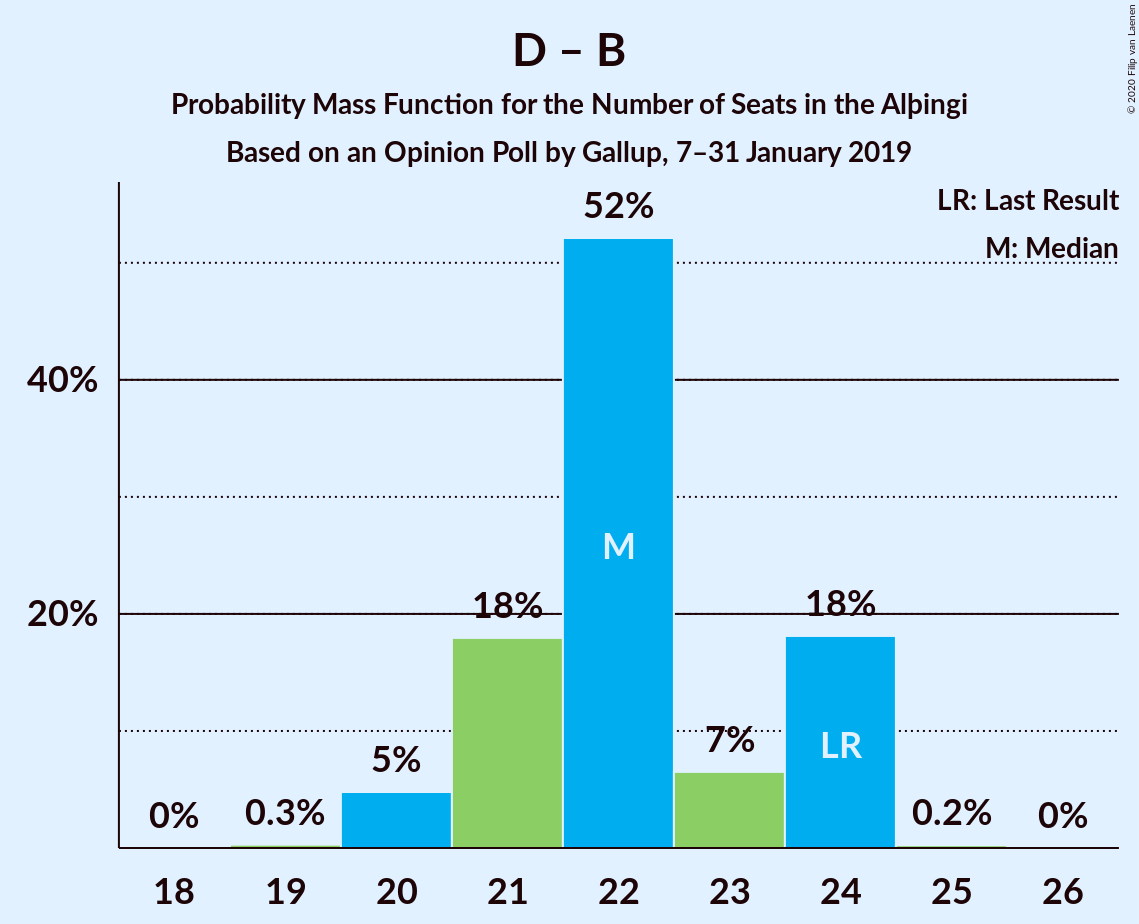 D – B
Probability Mass Function for the Number of Seats in the Alþingi
Based on an Opinion Poll by Gallup, 7–31 January 2019
© 2020 Filip van Laenen
LR: Last Result
M: Median
52%
40%
M
20%
18%
18%
7%
LR
5%
0%
0.3%
0.2%
0%
18 19 20 21 22 23 24 25 26